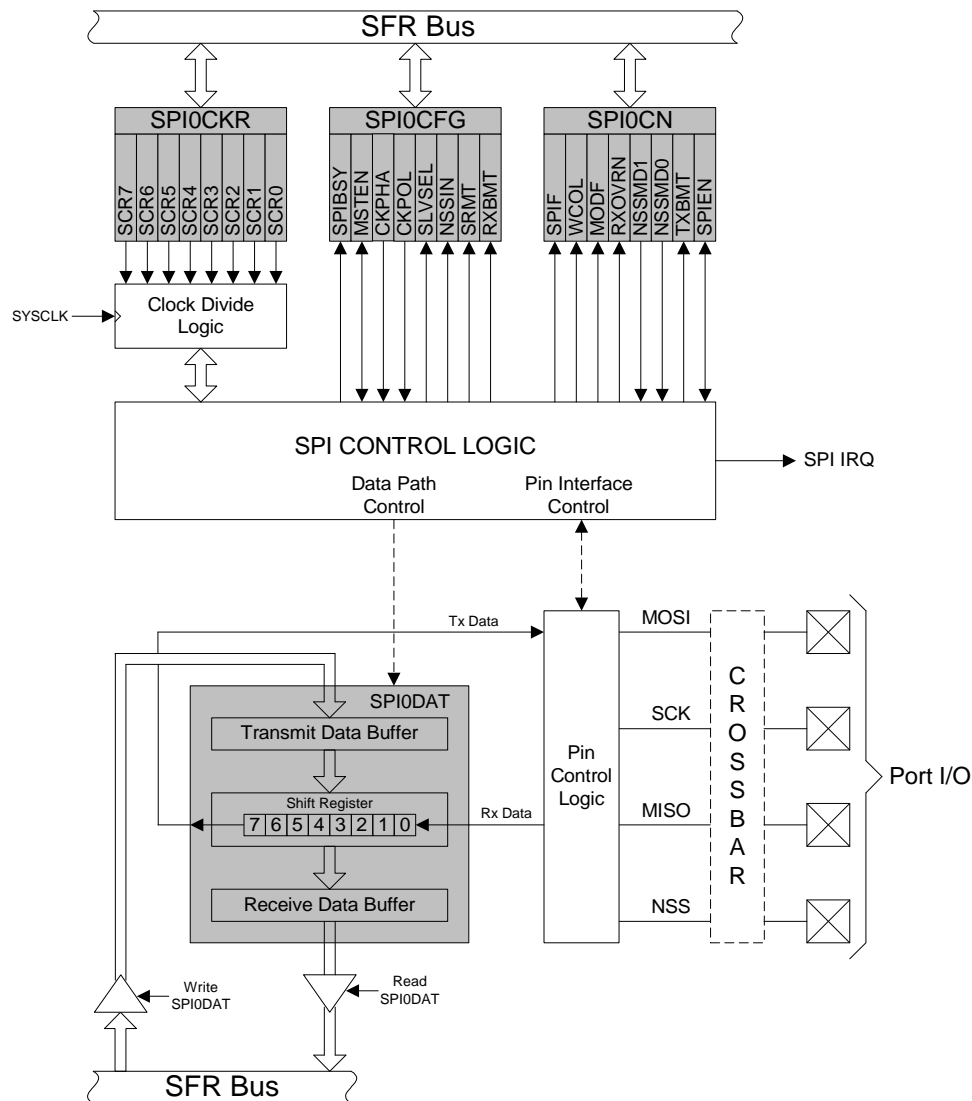 SFR Bus
SPI0CKR
SPI0CFG
SPI0CN
SCR7
SCR6
SCR5
SCR4
SCR3
SCR2
SCR1
SCR0
SPIBSY
MSTEN
CKPHA
CKPOL
SLVSEL
NSSIN
SRMT
RXBMT
SPIF
WCOL
MODF
RXOVRN
NSSMD1
NSSMD0
TXBMT
SPIEN
SYSCLK
Clock Divide
Logic
SPI CONTROL LOGIC
SPI IRQ
Data Path
Control
Pin Interface
Control
Tx Data
MOSI
SPI0DAT
Transmit Data Buffer
SCK
Shift Register
7 6 5 4 3 2 1 0
Rx Data
Pin
Control
Logic
MISO
CROSSBAR
Port I/O
Receive Data Buffer
NSS
Write
SPI0DAT
Read
SPI0DAT
SFR Bus